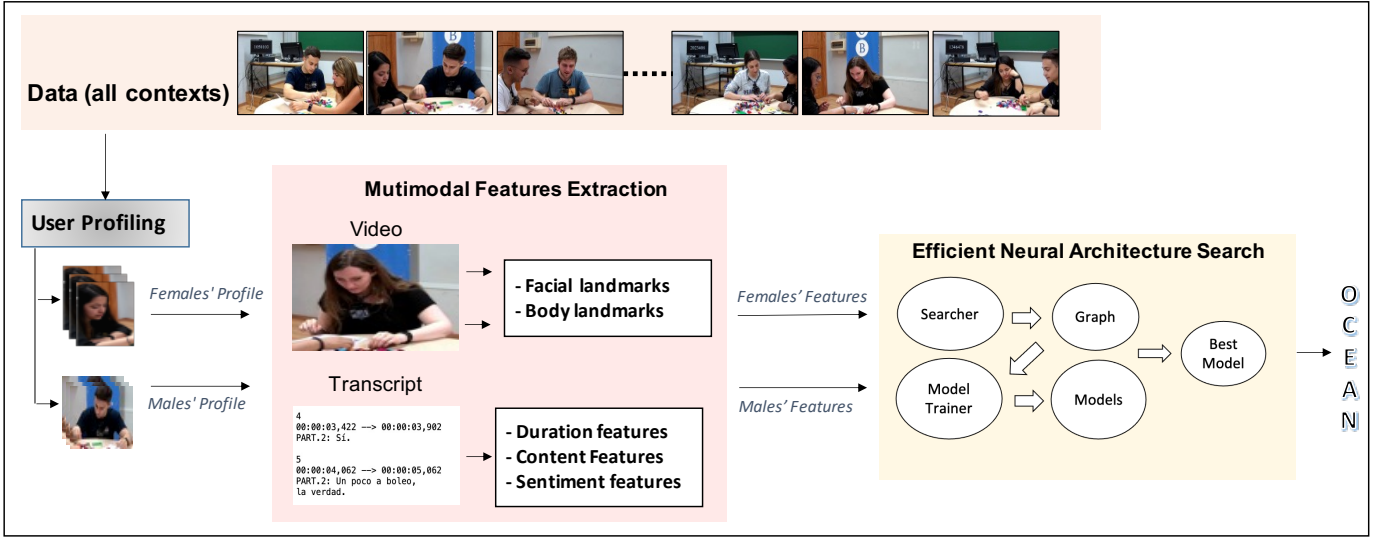 Data (all contexts)
User Profiling
Females' Profile
Males' Profile
Mutimodal Features Extraction
Video
- Facial landmarks
- Body landmarks
Transcript
4
00:00:03,422 --> 00:00:03,902
PART.2: Sí.
5
00:00:04,062 --> 00:00:05,062
PART.2: Un poco a boleo,
la verdad.
- Duration features
- Content Features
- Sentiment features
Females’ Features
Males’ Features
Efficient Neural Architecture Search
Searcher
Graph
Model
Trainer
Models
Best
Model
O
C
E
A
N